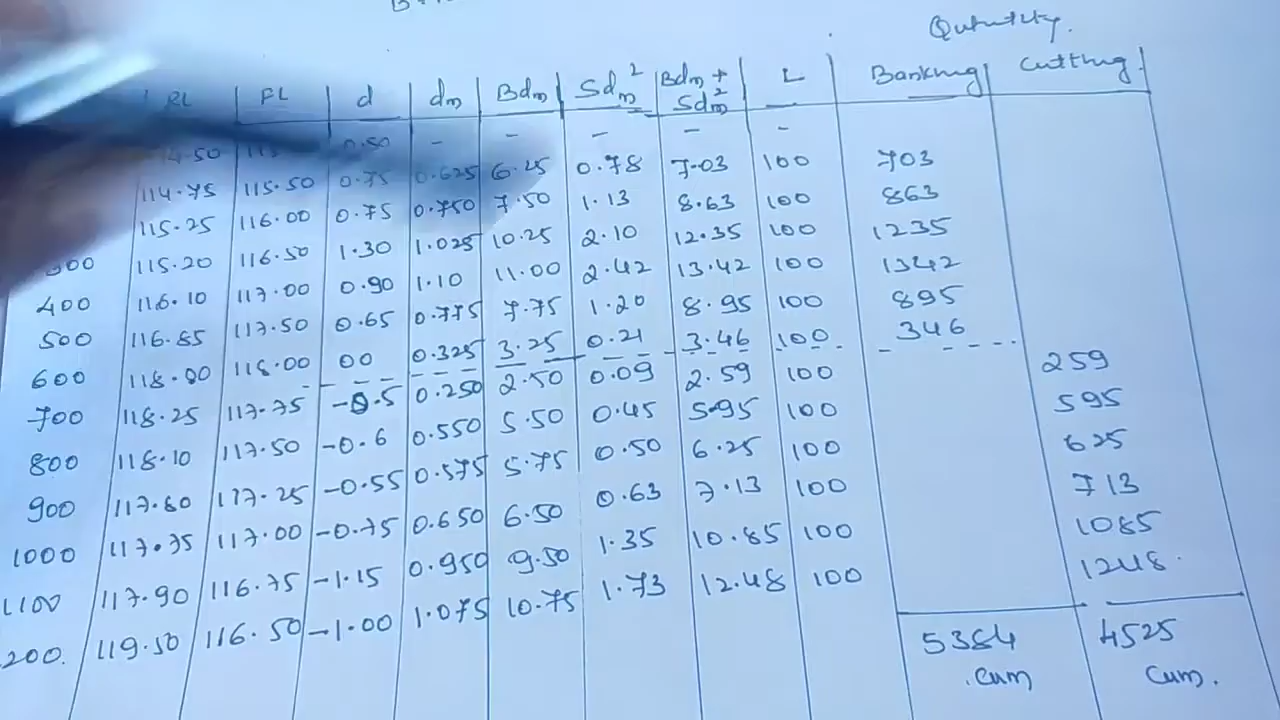 Qutntity.
RL FL d dm Bdm Sdm² Bdm + Sdm² L Banking Cutting
4.50 0.50 - - - - -
114.75 115.50 0.75 0.625 6.25 0.78 7.03 100 703
115.25 116.00 0.75 0.750 7.50 1.13 8.63 100 863
300 115.20 116.50 1.30 1.025 10.25 2.10 12.35 100 1235
400 116.10 117.00 0.90 1.10 11.00 2.42 13.42 100 1342
500 116.85 117.50 0.65 0.775 7.75 1.20 8.95 100 895
600 118.00 118.00 00 0.325 3.25 0.21 3.46 100 346
700 118.25 117.75 -0.5 0.250 2.50 0.09 2.59 100 259
800 118.10 117.50 -0.6 0.550 5.50 0.45 5.95 100 595
900 117.80 117.25 -0.55 0.575 5.75 0.50 6.25 100 625
1000 117.75 117.00 -0.75 0.650 6.50 0.63 7.13 100 713
1100 117.90 116.75 -1.15 0.950 9.50 1.35 10.85 100 1085
200. 119.50 116.50 -1.00 1.075 10.75 1.73 12.48 100 1248.
5384 4525
.Cum Cum.